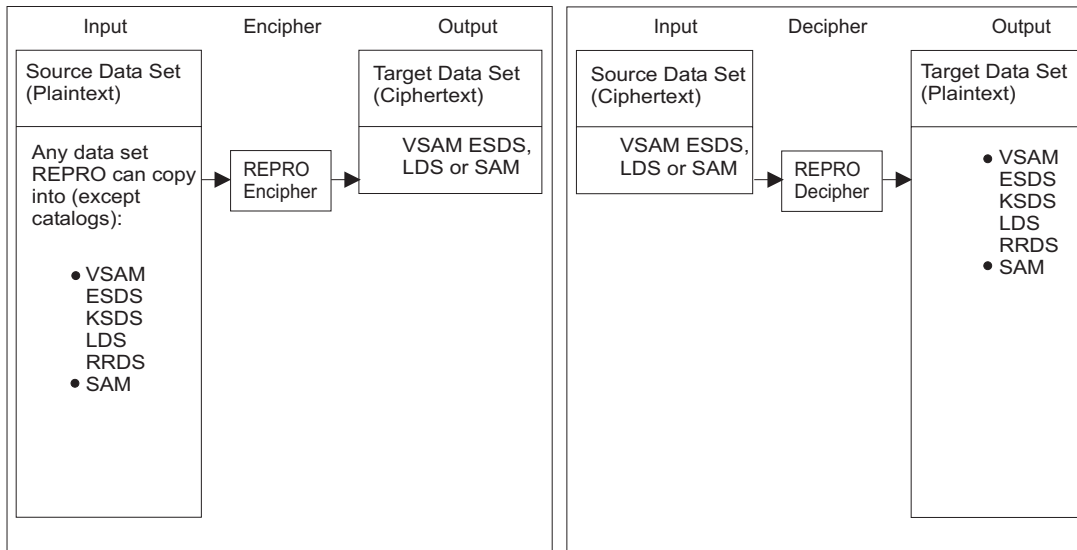 Input Encipher Output
Source Data Set
(Plaintext)
Any data set
REPRO can copy
into (except
catalogs):
● VSAM
ESDS
KSDS
LDS
RRDS
● SAM
REPRO
Encipher
Target Data Set
(Ciphertext)
VSAM ESDS,
LDS or SAM
Input Decipher Output
Source Data Set
(Ciphertext)
VSAM ESDS,
LDS or SAM
REPRO
Decipher
Target Data Set
(Plaintext)
● VSAM
ESDS
KSDS
LDS
RRDS
● SAM